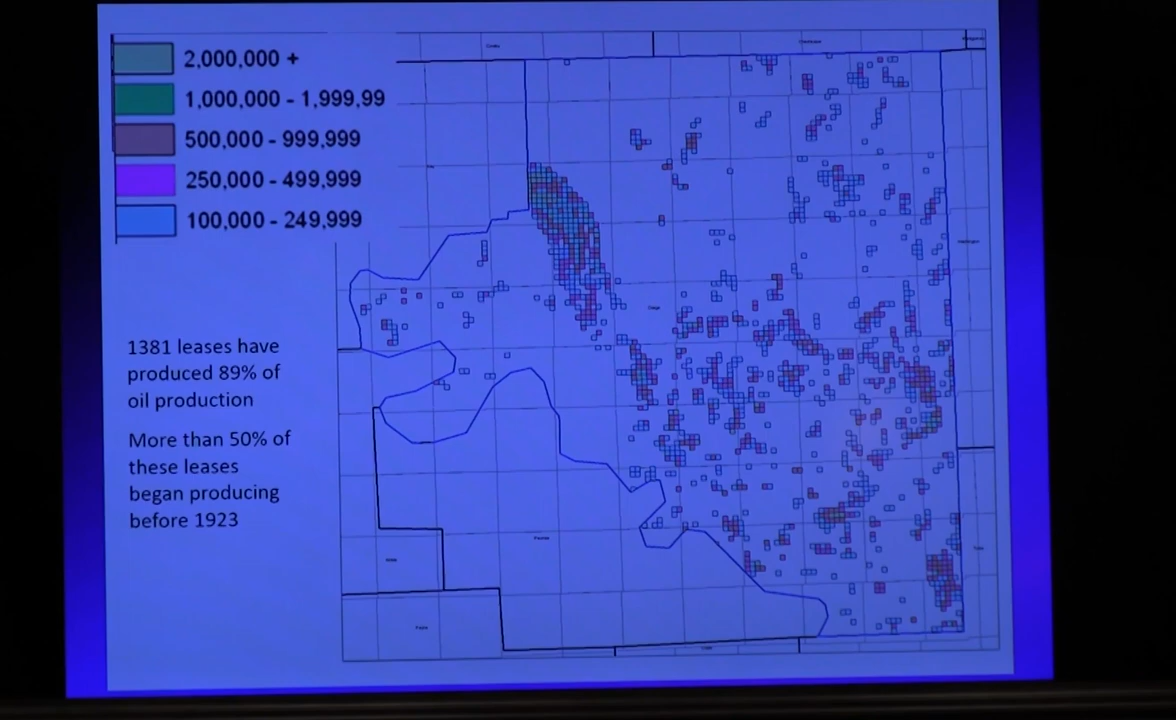 2,000,000 +
1,000,000 - 1,999,99
500,000 - 999,999
250,000 - 499,999
100,000 - 249,999
1381 leases have
produced 89% of
oil production
More than 50% of
these leases
began producing
before 1923
Osage
Pawnee